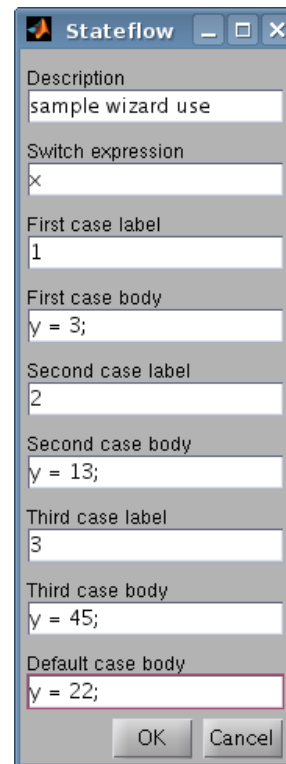 Stateflow
Description
sample wizard use
Switch expression
x
First case label
1
First case body
y = 3;
Second case label
2
Second case body
y = 13;
Third case label
3
Third case body
y = 45;
Default case body
y = 22;
OK Cancel